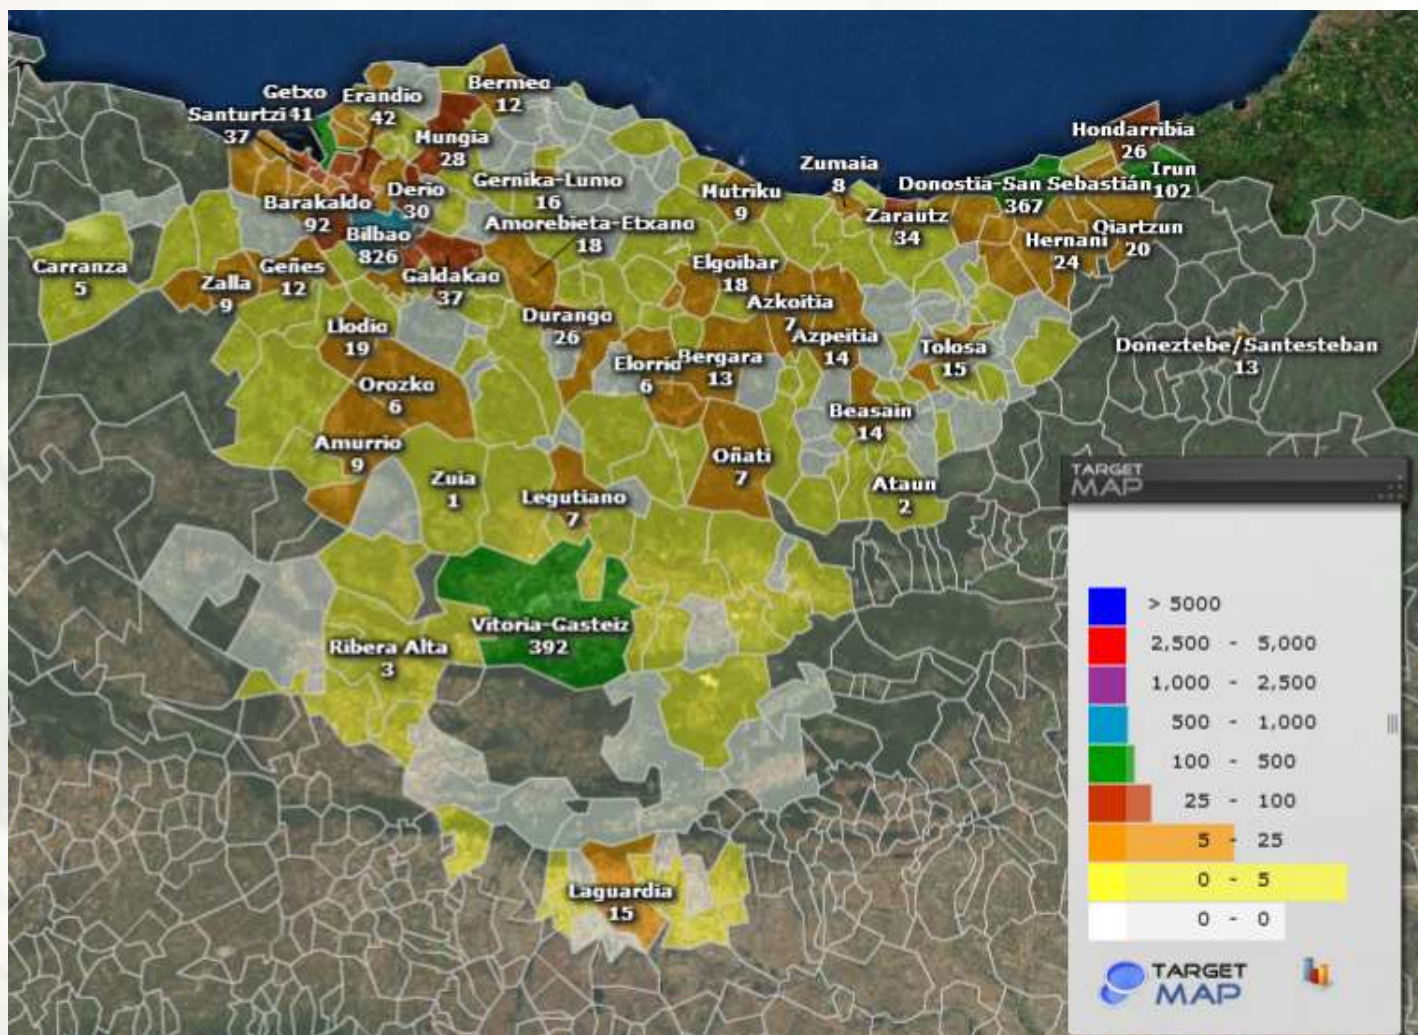 Getxo
41
Erandio
42
Bermeo
12
Santurtzi
37
Mungia
28
Hondarribia
26
Zumaia
8
Irun
102
Barakaldo
92
Derio
30
Gernika-Lumo
16
Mutriku
9
Donostia-San Sebastián
367
Bilbao
826
Amorebieta-Etxano
18
Zarautz
34
Hernani
24
Oiartzun
20
Carranza
5
Zalla
9
Geñes
12
Galdakao
37
Elgoibar
18
Azkoitia
7
Durango
26
Llodio
19
Azpeitia
14
Tolosa
15
Doneztebe/Santesteban
13
Elorrio
6
Bergara
13
Orozko
6
Beasain
14
Amurrio
9
Zuia
1
Legutiano
7
Oñati
7
Ataun
2
Vitoria-Gasteiz
392
Ribera Alta
3
Laguardia
15
TARGET
MAP
> 5000
2,500 - 5,000
1,000 - 2,500
500 - 1,000
100 - 500
25 - 100
5 - 25
0 - 5
0 - 0
TARGET
MAP